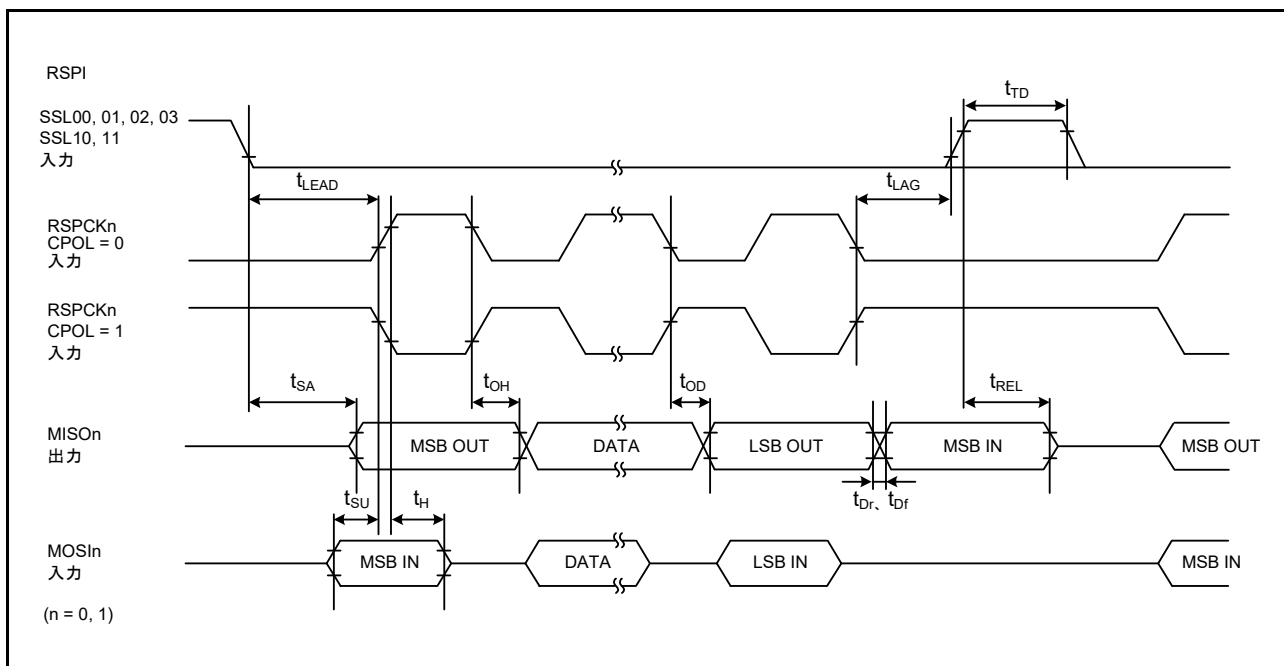 RSPI
SSL00, 01, 02, 03
SSL10, 11
入力
tTD
tLEAD
tLAG
RSPCKn
CPOL = 0
入力
RSPCKn
CPOL = 1
入力
tSA
tOH
tOD
tREL
MISOn
出力
MSB OUT
DATA
LSB OUT
MSB IN
MSB OUT
tSU
tH
tDr、tDf
MOSIn
入力
MSB IN
DATA
LSB IN
MSB IN
(n = 0, 1)